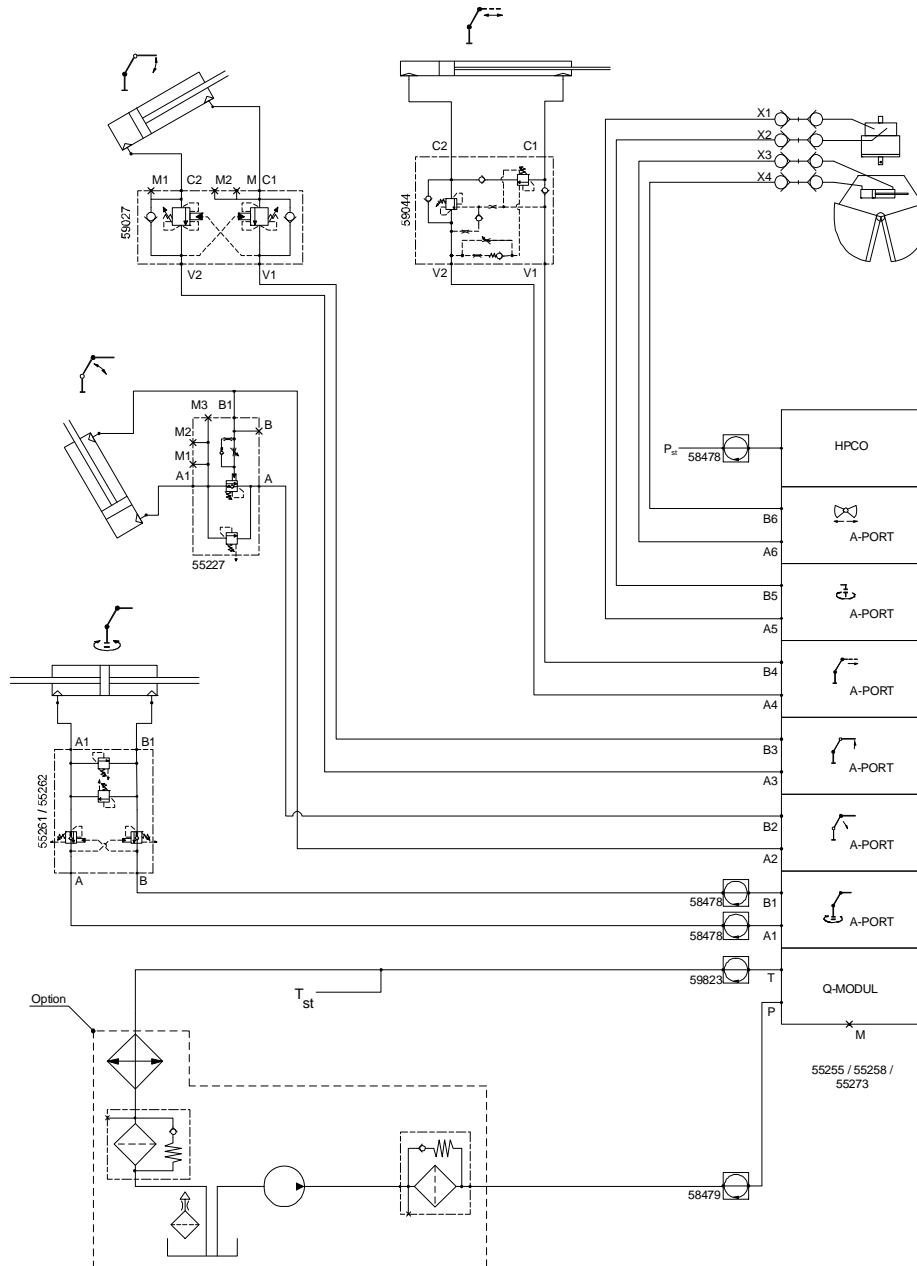 X1
X2
X3
X4
C2 C1
M1 C2 M2 M C1
59027
59044
V2 V1
V2 V1
M3 B1
B
M2
M1
A1 A
55227
Pst
58478
HPCO
B6
A-PORT
A6
B5
A-PORT
A5
B4
A-PORT
A4
B3
A-PORT
A3
B2
A-PORT
A2
A1 B1
55261 / 55262
A B
58478
B1
A-PORT
58478
A1
59823
T
Q-MODUL
Tst
P
Option
M
55255 / 55258 /
55273
58479